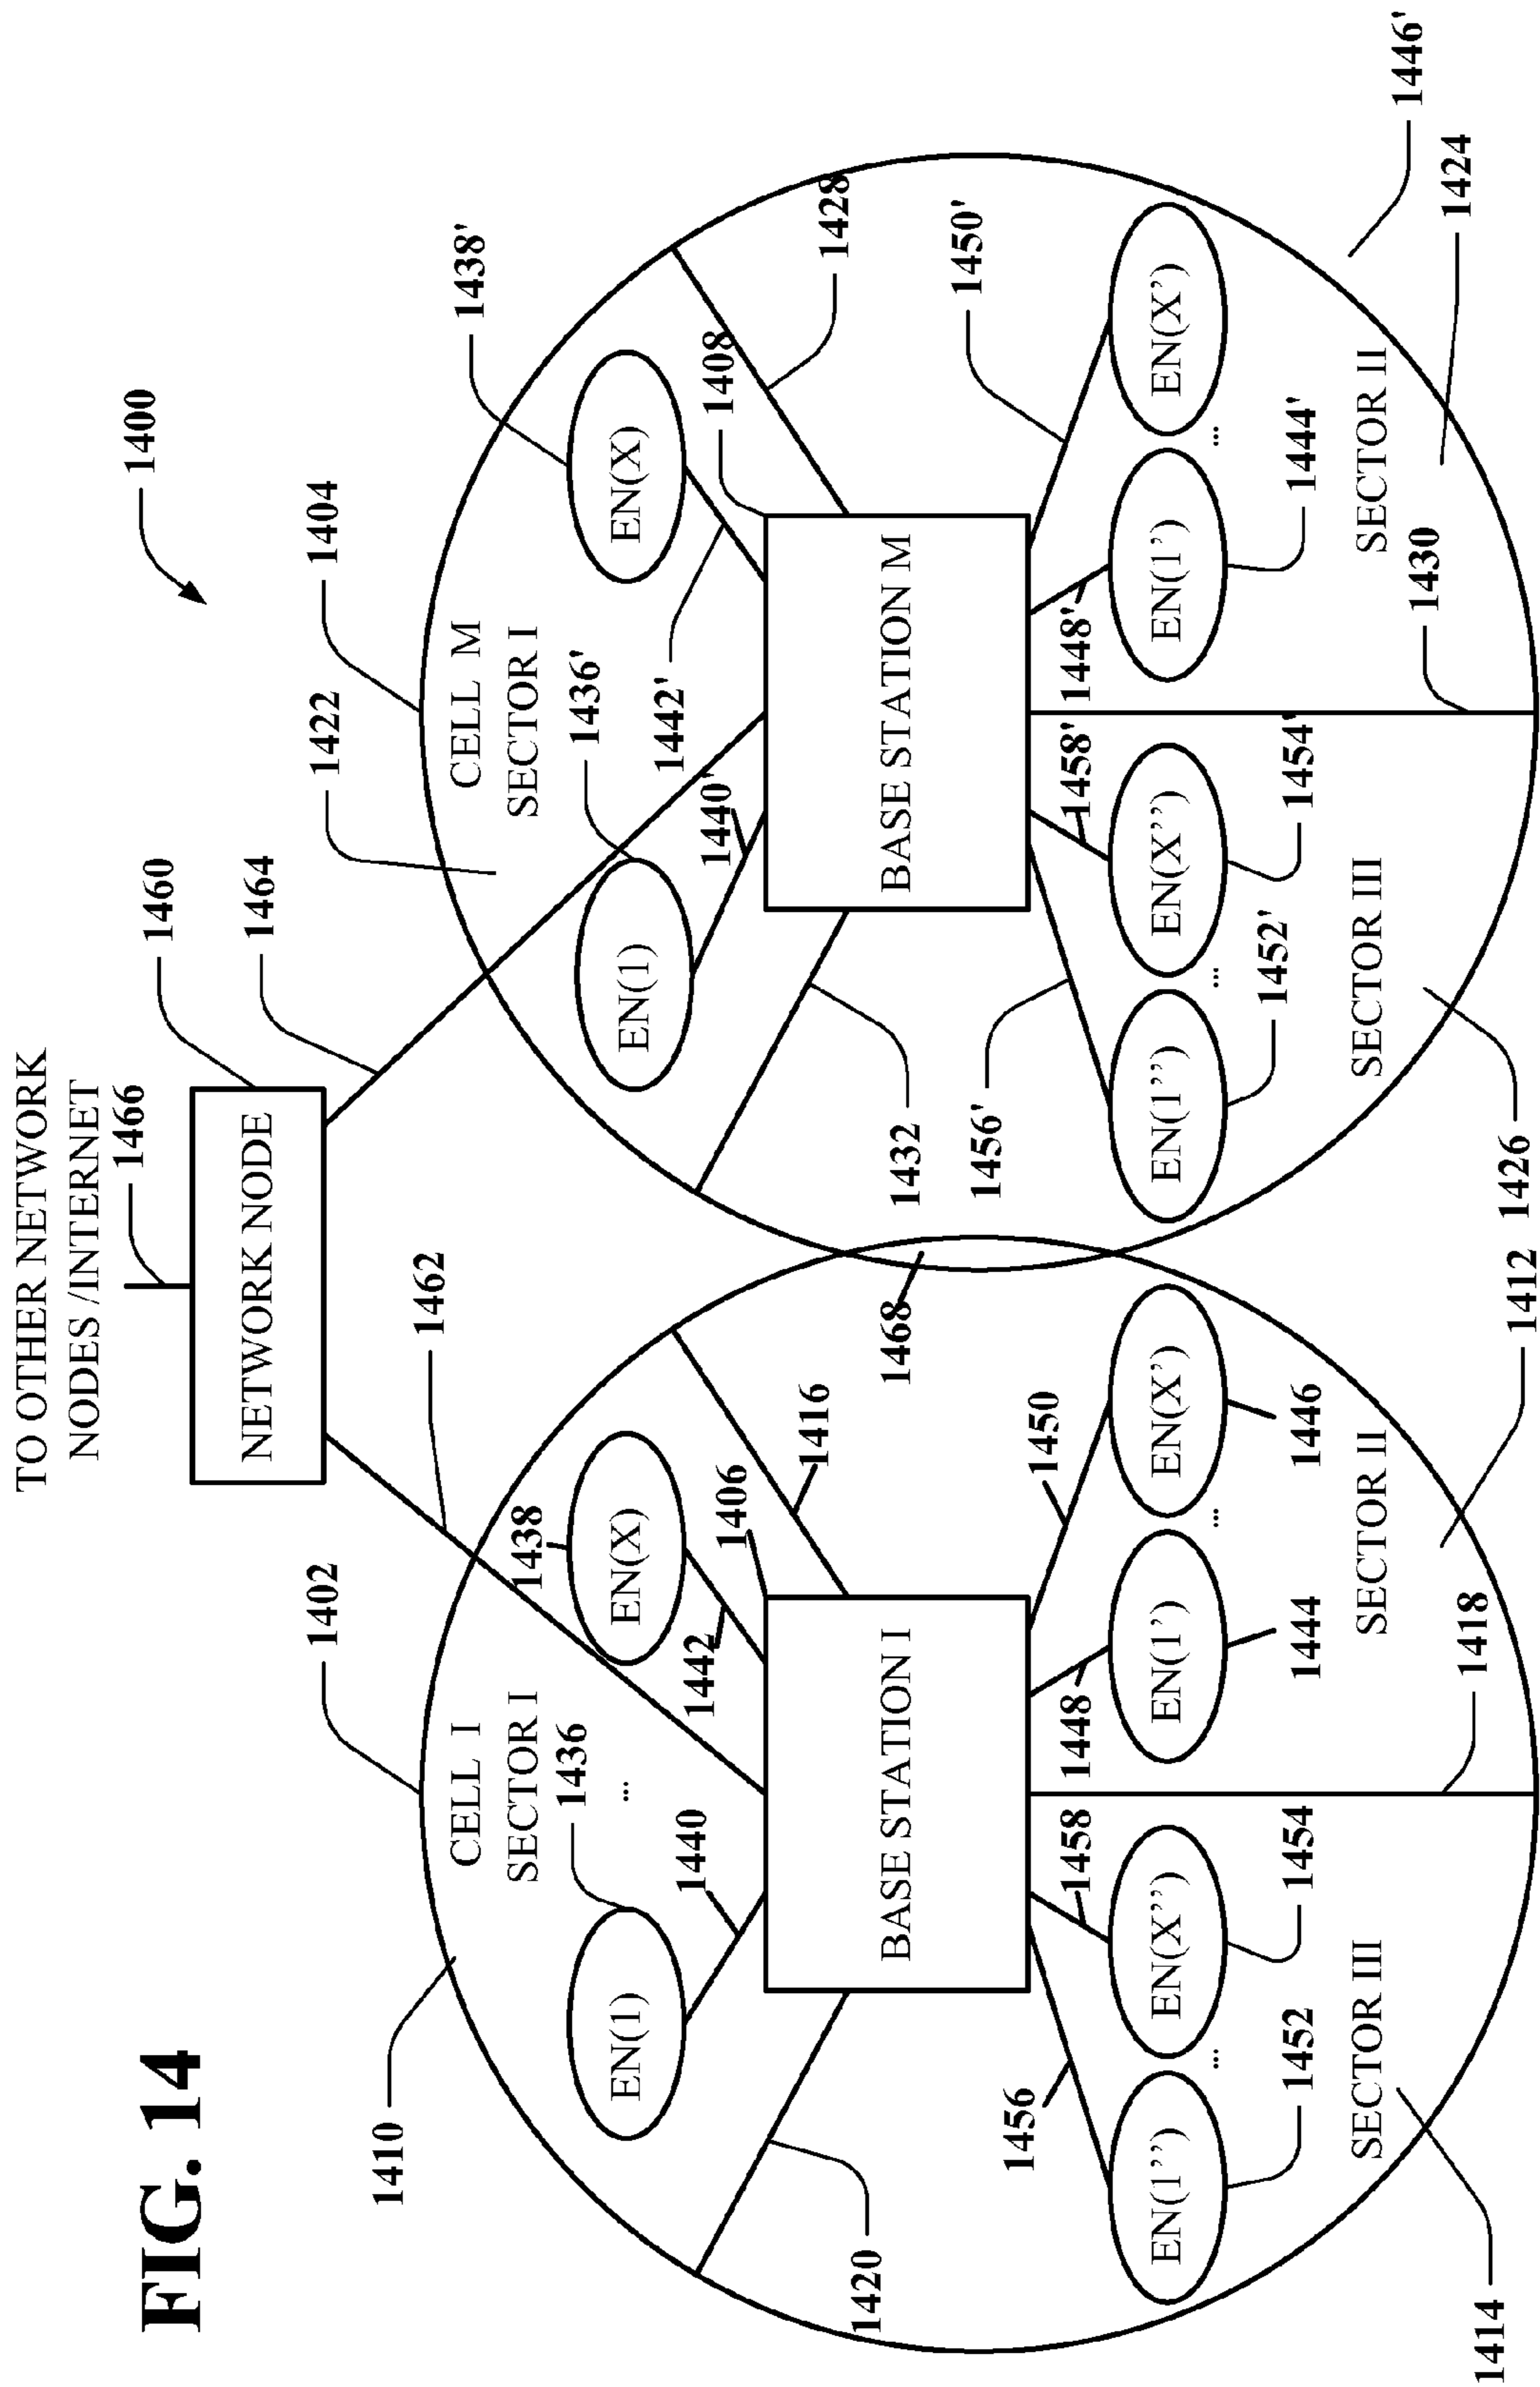 FIG. 14
1400
TO OTHER NETWORK
NODES /INTERNET
1466
NETWORK NODE
1460
1462
1464
1402
1404
1410
1422
CELL I
SECTOR I
1436
...
1438
EN(1)
EN(X)
1440
1442
1406
1416
1420
BASE STATION I
1456
1458
1448
1450
EN(1'')
...
EN(X'')
EN(1')
...
EN(X')
1452
1454
1444
1446
SECTOR III
SECTOR II
1414
1418
1412
1468
CELL M
SECTOR I
1436'
1438'
EN(1)
EN(X)
1440'
1442'
1408
1428
1432
BASE STATION M
1456'
1458'
1448'
1450'
EN(1'')
...
EN(X'')
EN(1')
...
EN(X')
1452'
1454'
1444'
1446'
SECTOR III
SECTOR II
1426
1430
1424